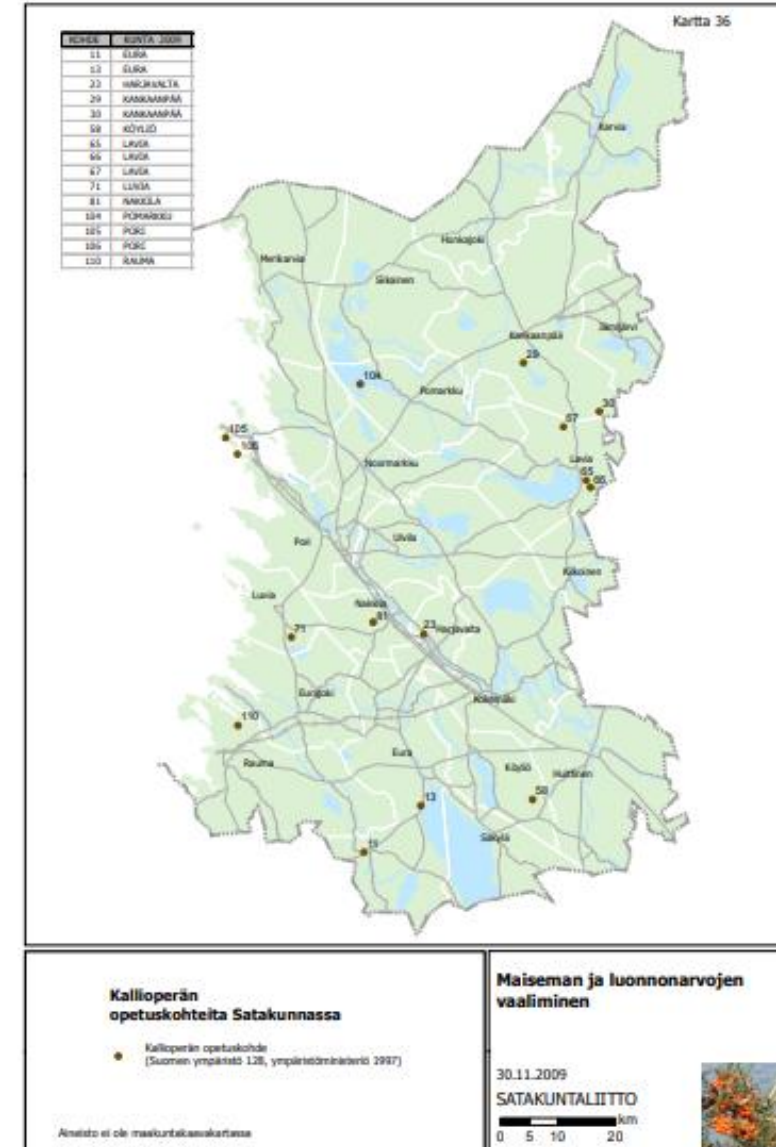 Kartta 36
KOHDE KUNTA 2009
11 EURA
13 EURA
23 HARJAVALTA
29 KANKAANPÄÄ
30 KANKAANPÄÄ
58 KÖYLIÖ
65 LAVIA
66 LAVIA
67 LAVIA
71 LUVIA
81 NAKKILA
104 POMARKKU
105 PORI
106 PORI
110 RAUMA
Karvia
Honkajoki
Merikarvia
Siikainen
Jämijärvi
Kankaanpää
29
104
Pomarkku
30
67
105
106
Noormarkku
Lavia
65
66
Pori
Ulvila
Kiikoinen
Luvia
Nakkila
81
23
Harjavalta
71
Eurajoki
Kokemäki
110
Rauma
Eura
Köyliö
Huittinen
13
58
Säkylä
11
Kallioperän
opetuskohteita Satakunnassa
Kallioperän opetuskohde
(Suomen ympäristö 128, ympäristöministeriö 1997)
Aineisto ei ole maakuntakaavakartassa
Maiseman ja luonnonarvojen
vaaliminen
30.11.2009
SATAKUNTALIITTO
km
0 5 10 20